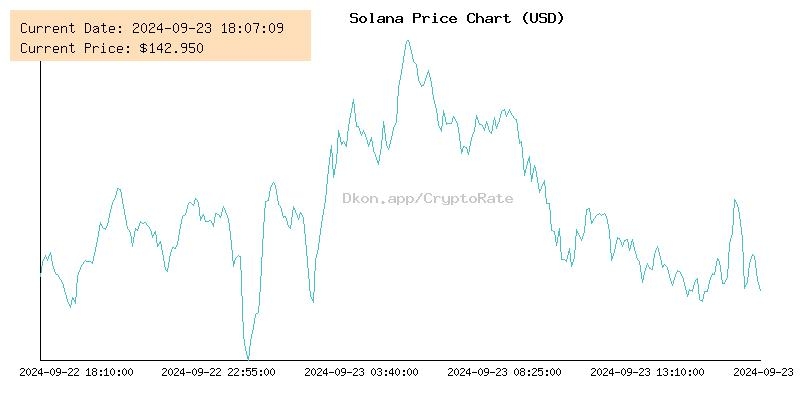 Solana Price Chart (USD)
Current Date: 2024-09-23 18:07:09
Current Price: $142.950
Dkon.app/CryptoRate
2024-09-22 18:10:00 2024-09-22 22:55:00 2024-09-23 03:40:00 2024-09-23 08:25:00 2024-09-23 13:10:00 2024-09-23